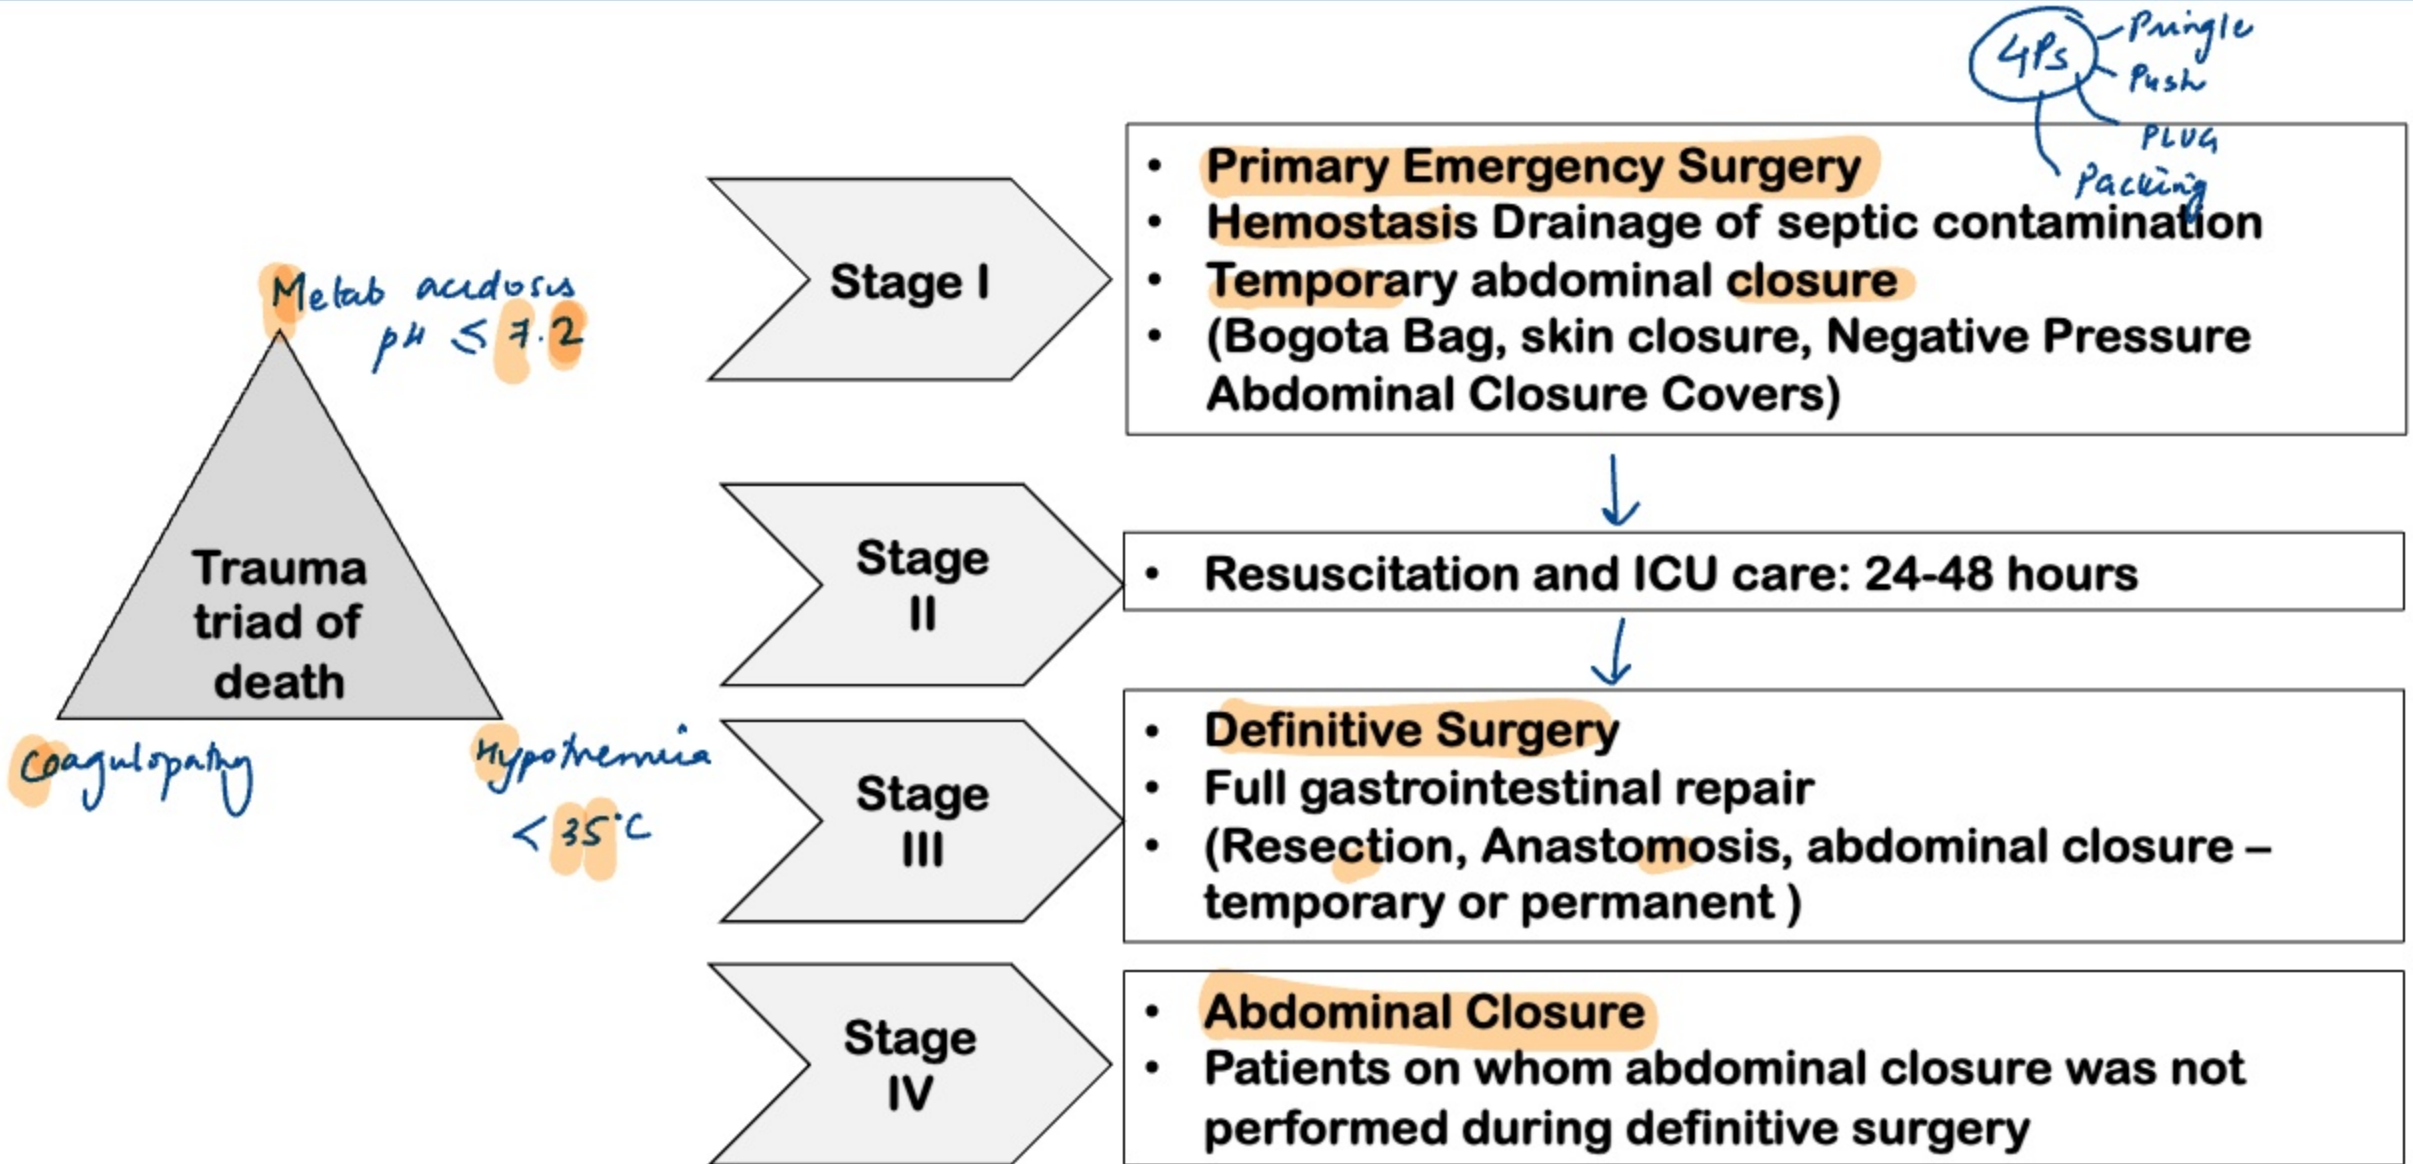 4Ps
Pringle
Push
PLUG
Packing
Metab acidosis
pH ≤ 7.2
Trauma
triad of
death
Coagulopathy
Hypothermia
< 35°C
Stage I
• Primary Emergency Surgery
• Hemostasis Drainage of septic contamination
• Temporary abdominal closure
• (Bogota Bag, skin closure, Negative Pressure
Abdominal Closure Covers)
Stage
II
• Resuscitation and ICU care: 24-48 hours
Stage
III
• Definitive Surgery
• Full gastrointestinal repair
• (Resection, Anastomosis, abdominal closure –
temporary or permanent )
Stage
IV
• Abdominal Closure
• Patients on whom abdominal closure was not
performed during definitive surgery